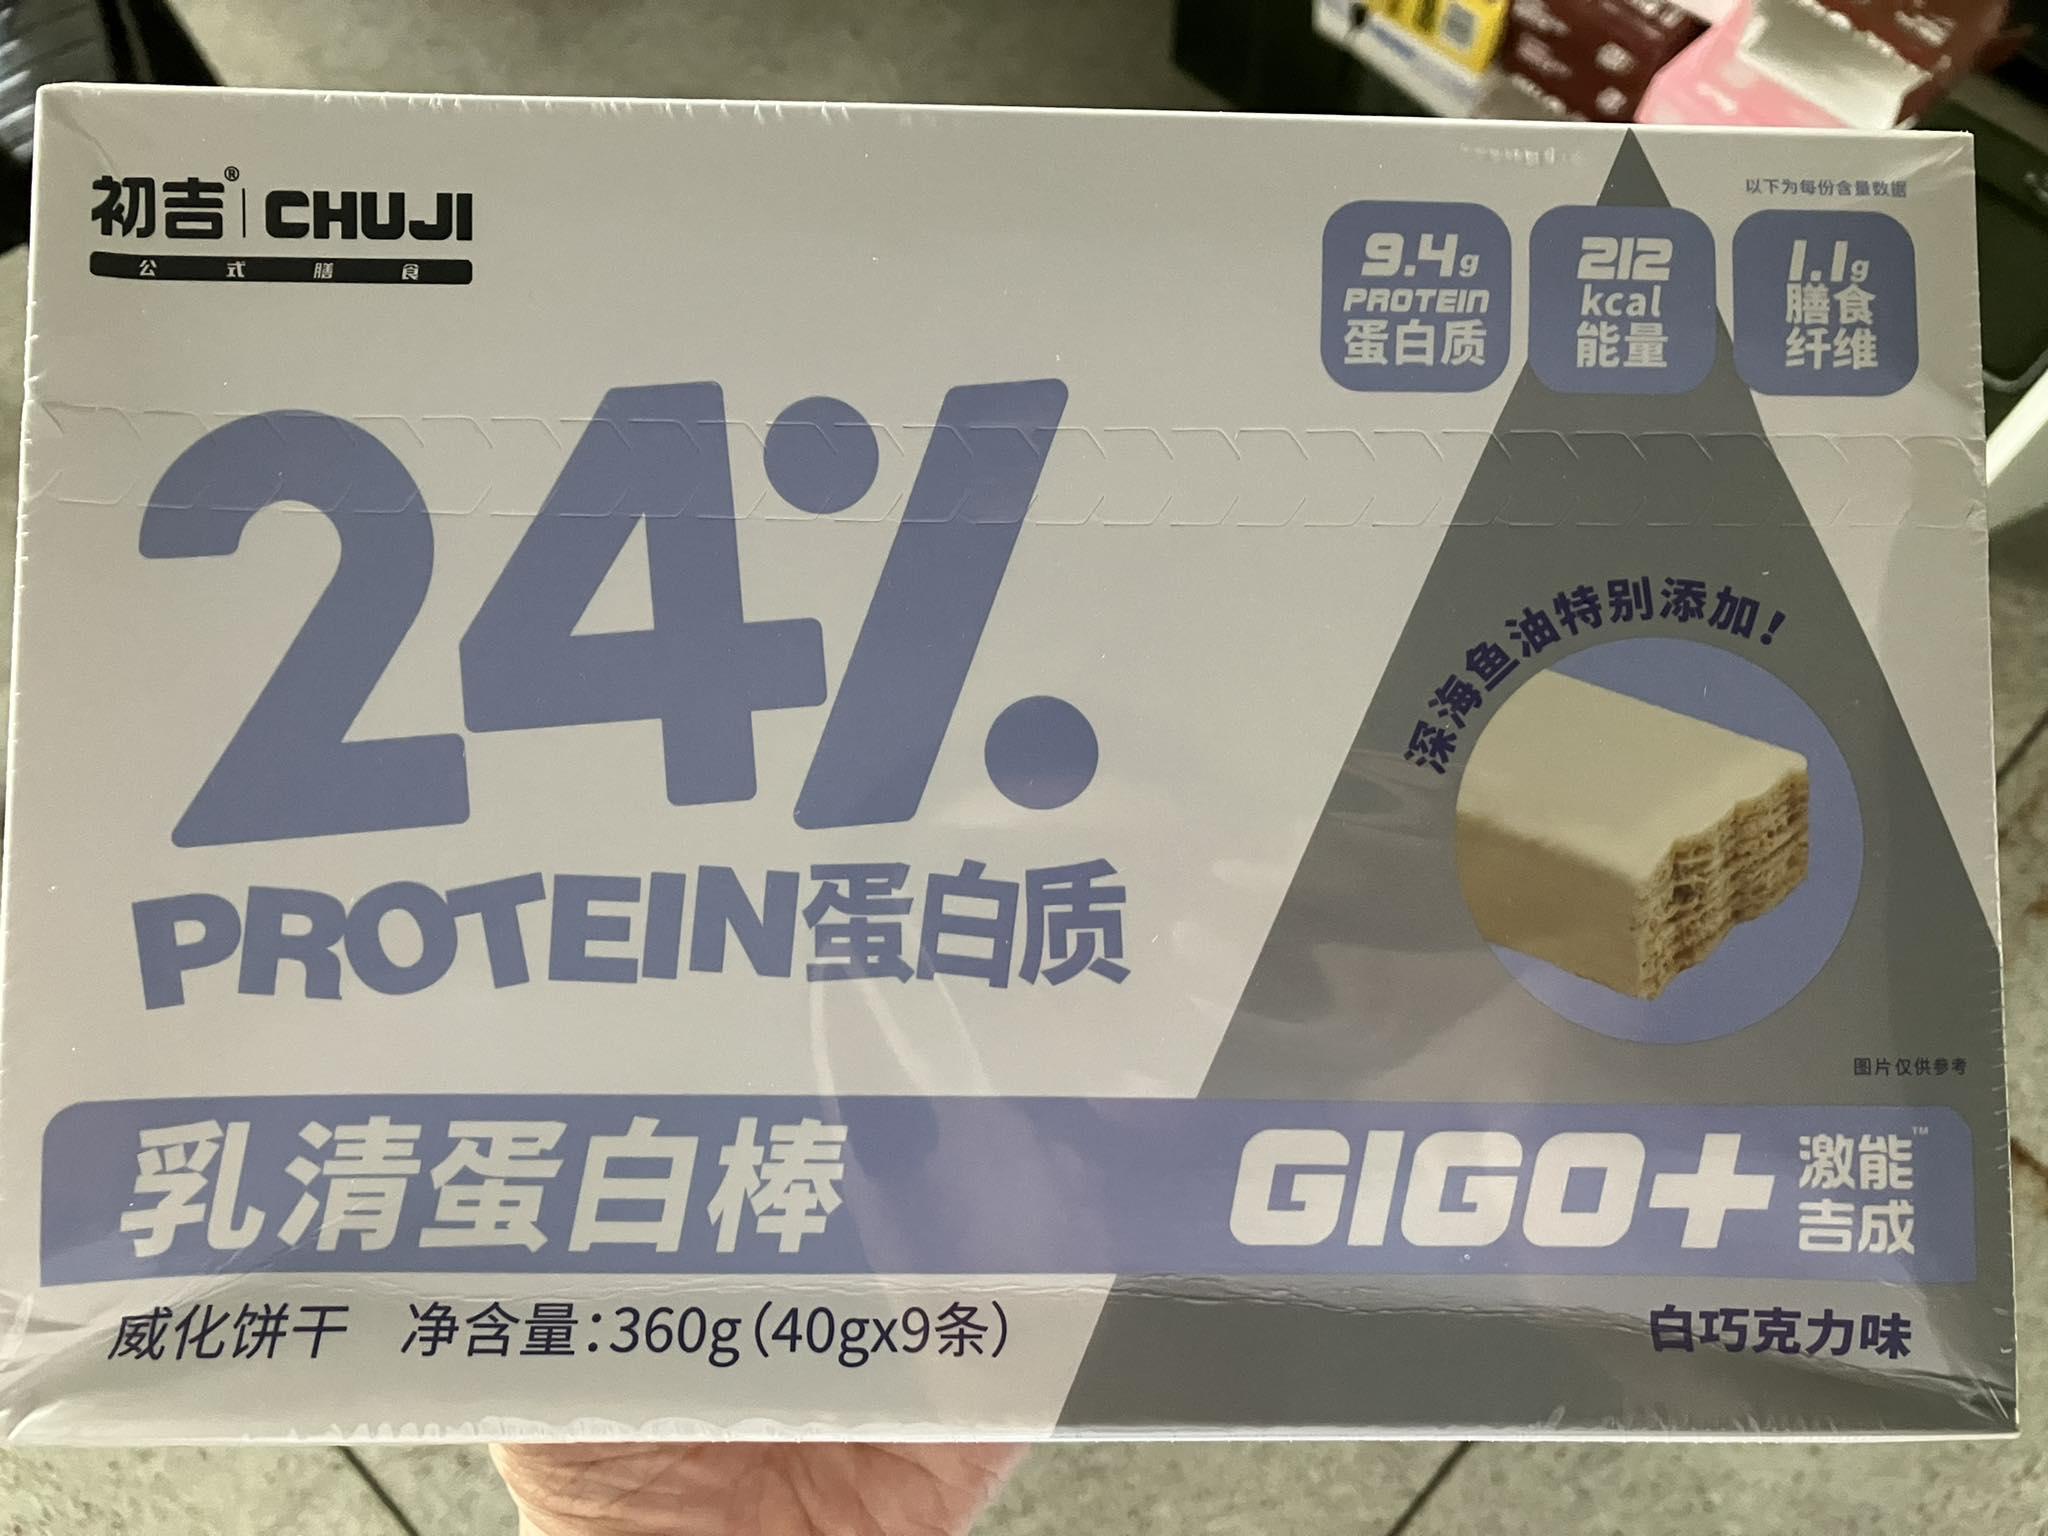 初吉® CHUJI
公式膳食
以下为每份含量数据
9.4g
PROTEIN
蛋白质
212
kcal
能量
1.1g
膳食
纤维
24%
PROTEIN蛋白质
深海鱼油特别添加！
图片仅供参考
乳清蛋白棒
GIGO+
激能™
吉成
威化饼干 净含量：360g（40gx9条）
白巧克力味